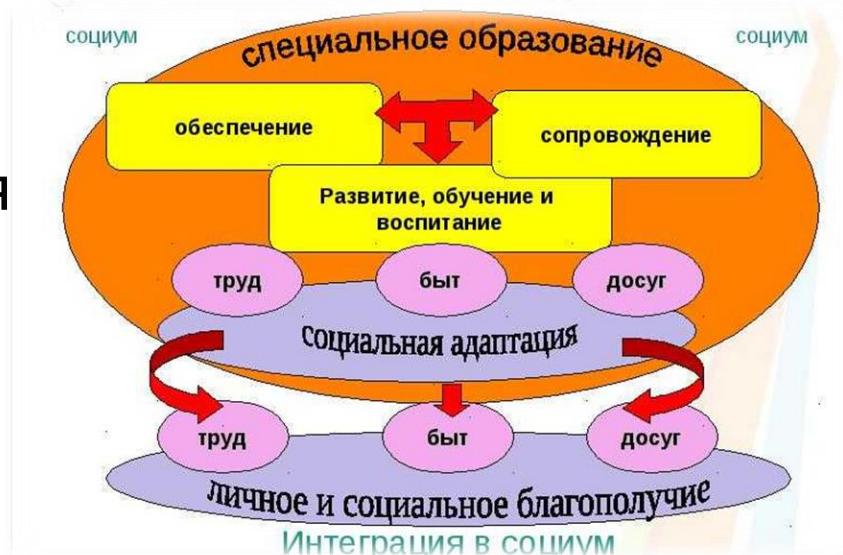 социум
социум
специальное образование
обеспечение
сопровождение
я
Развитие, обучение и
воспитание
труд
быт
досуг
социальная адаптация
труд
быт
досуг
личное и социальное благополучие
Интеграция в социум